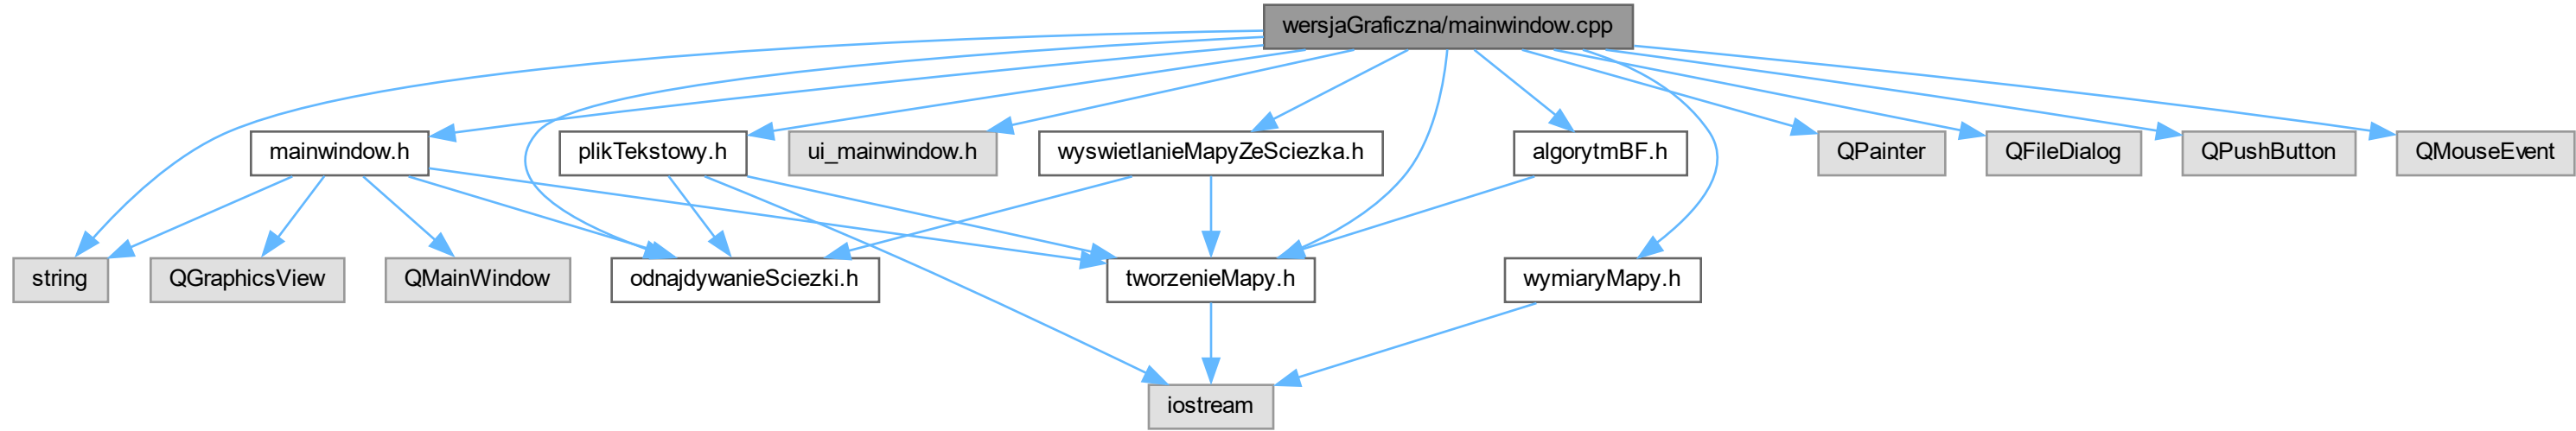 wersjaGraficzna/mainwindow.cpp
mainwindow.h
plikTekstowy.h
ui_mainwindow.h
wyswietlanieMapyZeSciezka.h
algorytmBF.h
QPainter
QFileDialog
QPushButton
QMouseEvent
string
QGraphicsView
QMainWindow
odnajdywanieSciezki.h
tworzenieMapy.h
wymiaryMapy.h
iostream